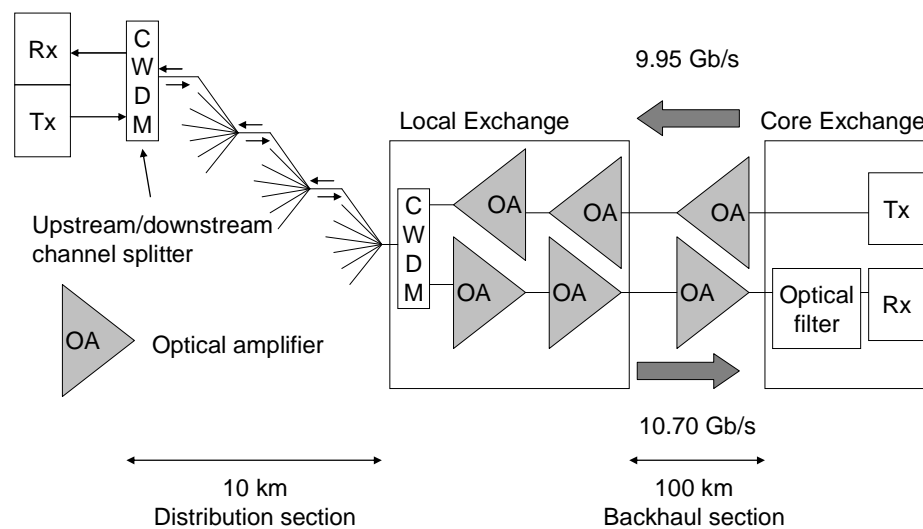 Rx
Tx
C
W
D
M
9.95 Gb/s
Local Exchange
Core Exchange
C
W
D
M
OA
OA
OA
Tx
OA
OA
OA
Optical
filter
Rx
Upstream/downstream
channel splitter
OA
Optical amplifier
10.70 Gb/s
10 km
Distribution section
100 km
Backhaul section